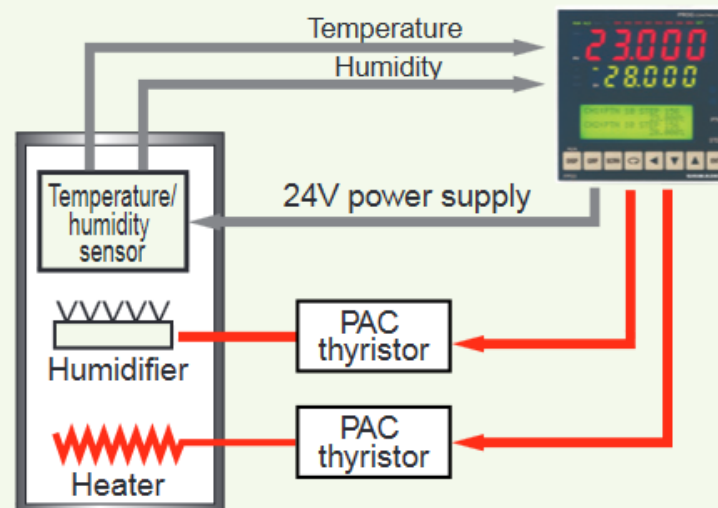 Temperature
Humidity
23.000
28.000
Temperature/
humidity
sensor
24V power supply
PAC
thyristor
Humidifier
PAC
thyristor
Heater